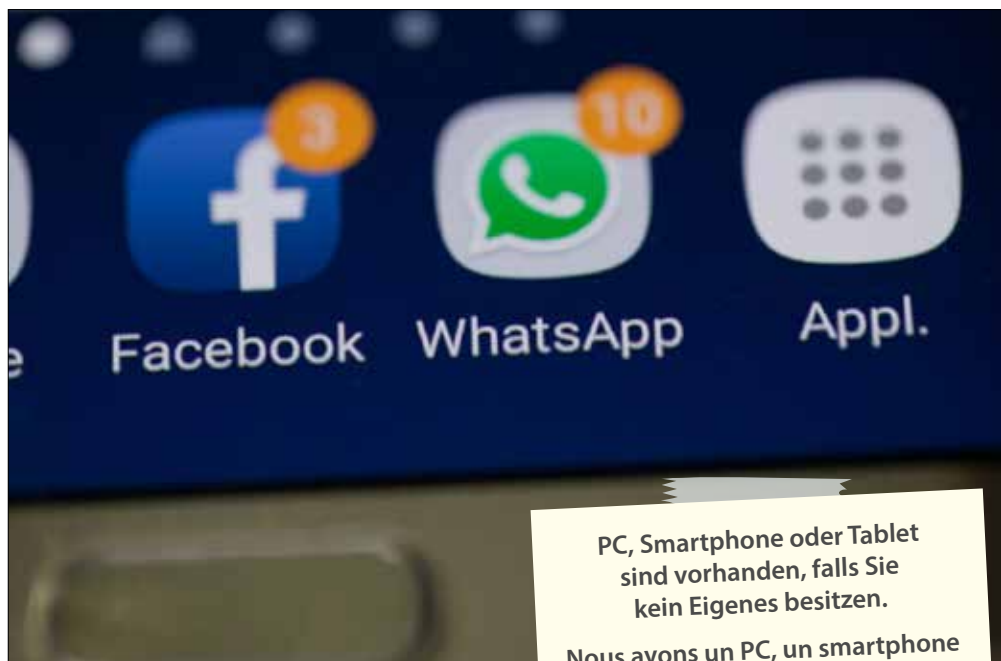 3
10
e
Facebook
WhatsApp
Appl.
PC, Smartphone oder Tablet
sind vorhanden, falls Sie
kein Eigenes besitzen.
Nous avons un PC, un smartphone